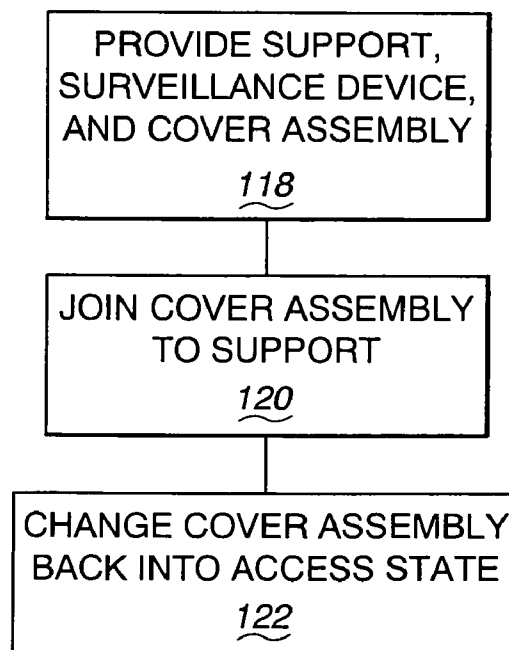 PROVIDE SUPPORT,
SURVEILLANCE DEVICE,
AND COVER ASSEMBLY
118
JOIN COVER ASSEMBLY
TO SUPPORT
120
CHANGE COVER ASSEMBLY
BACK INTO ACCESS STATE
122